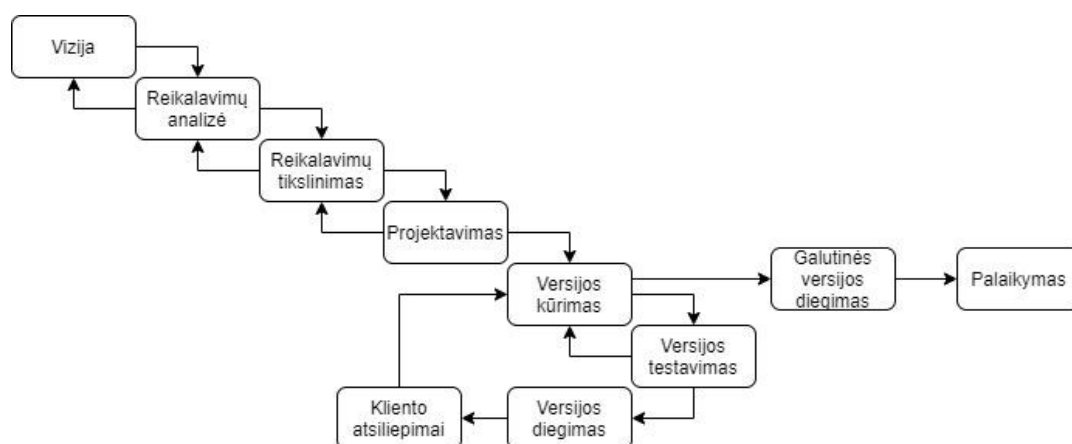 Vizija
Reikalavimų
analizė
Reikalavimų
tikslinimas
Projektavimas
Versijos
kūrimas
Galutinės
versijos
diegimas
Palaikymas
Versijos
testavimas
Versijos
diegimas
Kliento
atsiliepimai